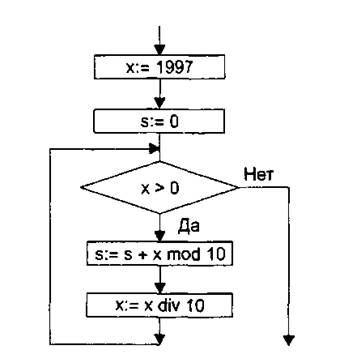 x:= 1997
s:= 0
x > 0
Нет
Да
s:= s + x mod 10
x:= x div 10